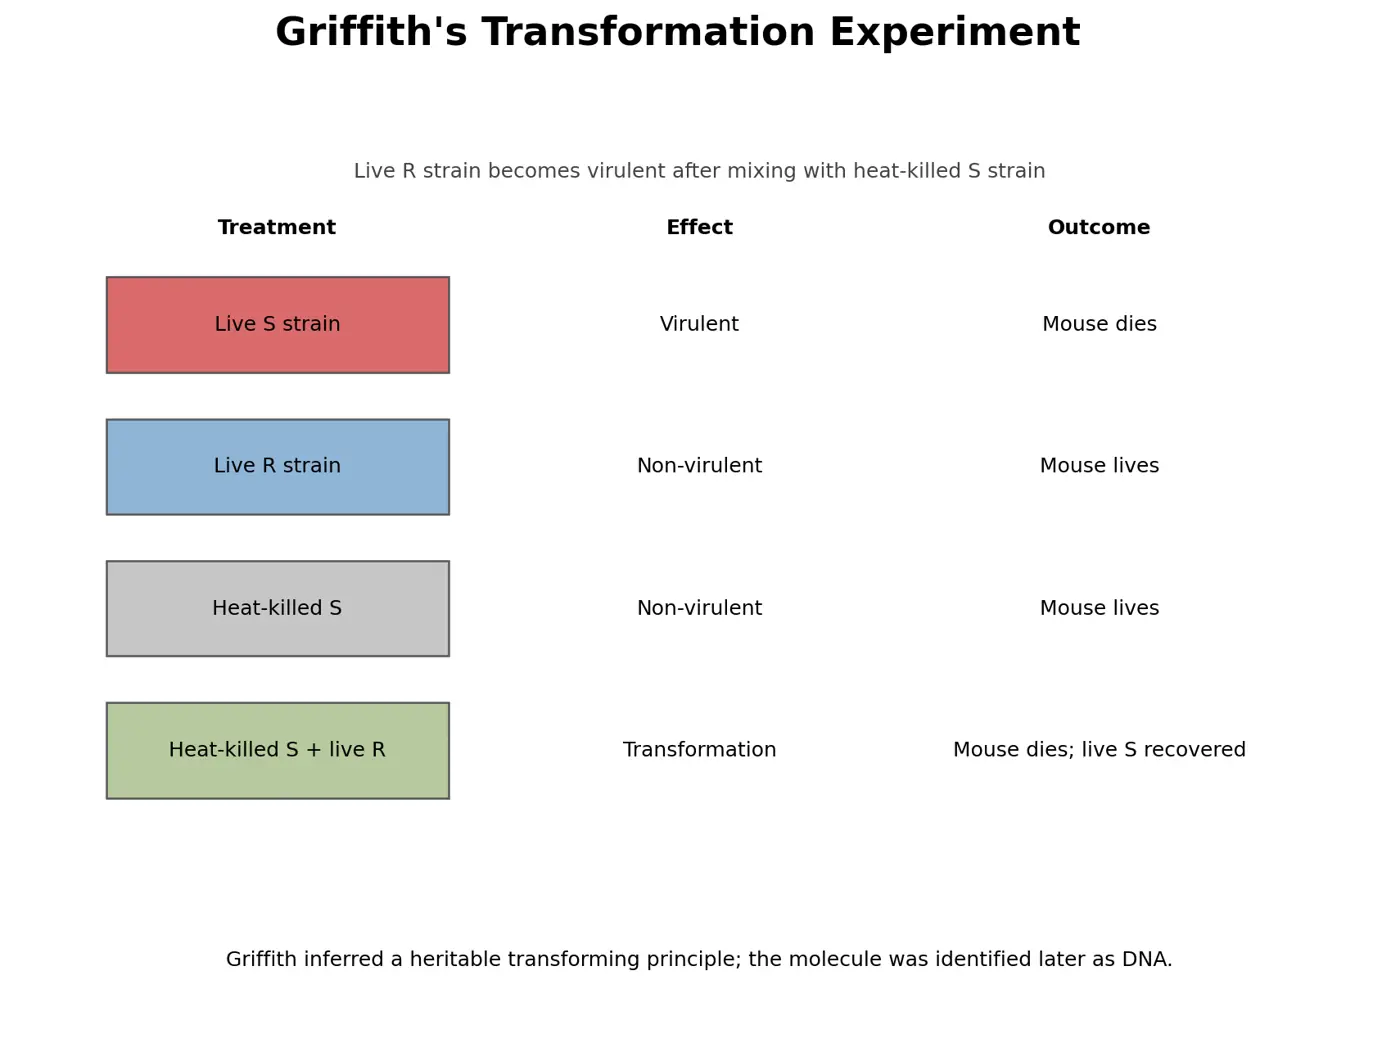 Griffith's Transformation Experiment
Live R strain becomes virulent after mixing with heat-killed S strain
Treatment Effect Outcome
Live S strain Virulent Mouse dies
Live R strain Non-virulent Mouse lives
Heat-killed S Non-virulent Mouse lives
Heat-killed S + live R Transformation Mouse dies; live S recovered
Griffith inferred a heritable transforming principle; the molecule was identified later as DNA.